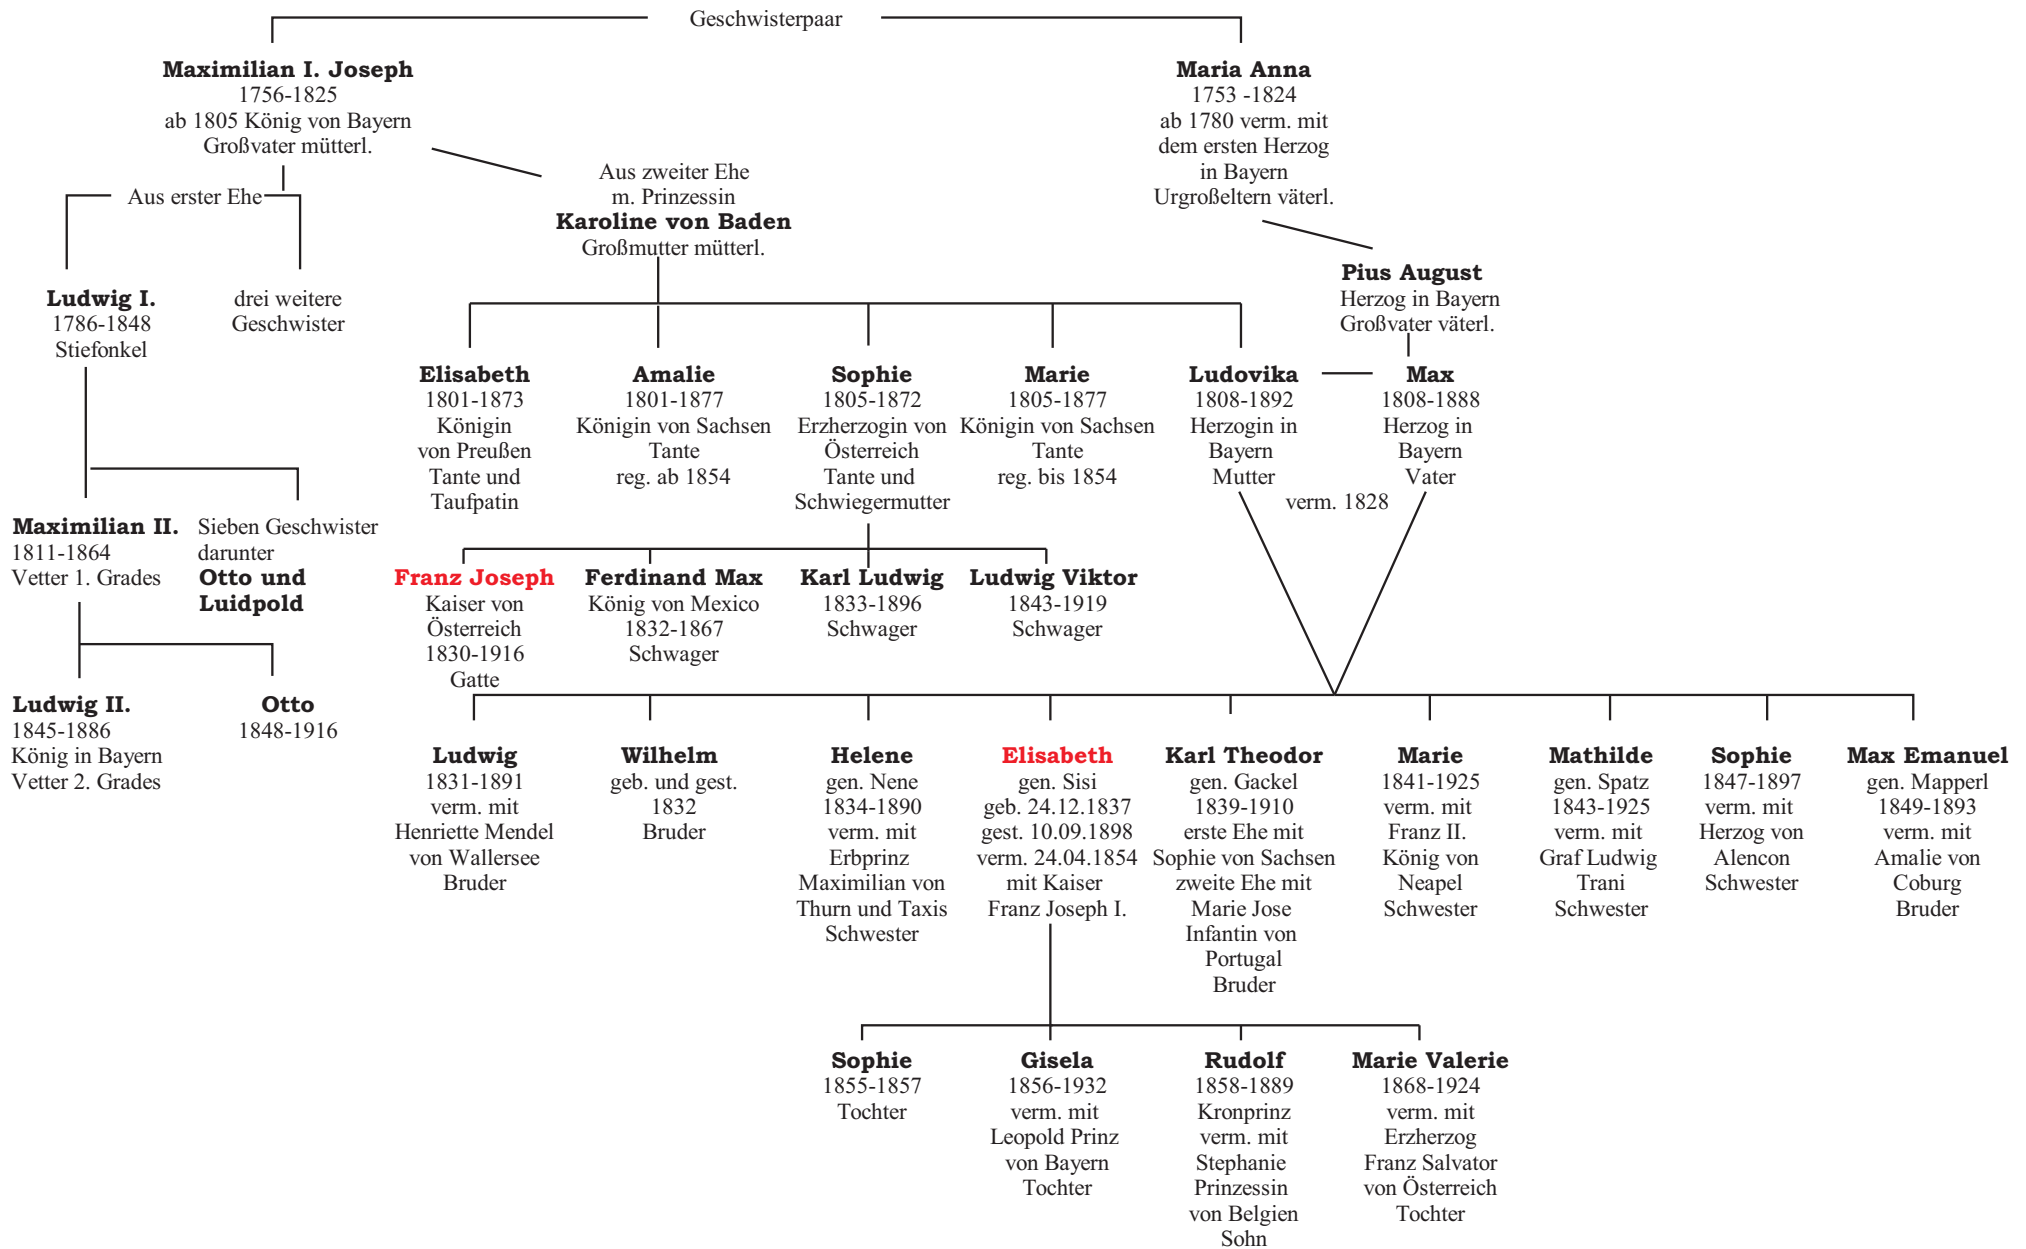 Geschwisterpaar
Maximilian I. Joseph
1756-1825
ab 1805 König von Bayern
Großvater mütterl.
Maria Anna
1753 -1824
ab 1780 verm. mit
dem ersten Herzog
in Bayern
Urgroßeltern väterl.
Aus erster Ehe
Aus zweiter Ehe
m. Prinzessin
Karoline von Baden
Großmutter mütterl.
Pius August
Herzog in Bayern
Großvater väterl.
Ludwig I.
1786-1848
Stiefonkel
drei weitere
Geschwister
Elisabeth
1801-1873
Königin
von Preußen
Tante und
Taufpatin
Amalie
1801-1877
Königin von Sachsen
Tante
reg. ab 1854
Sophie
1805-1872
Erzherzogin von
Österreich
Tante und
Schwiegermutter
Marie
1805-1877
Königin von Sachsen
Tante
reg. bis 1854
Ludovika
1808-1892
Herzogin in
Bayern
Mutter
Max
1808-1888
Herzog in
Bayern
Vater
verm. 1828
Maximilian II.
1811-1864
Vetter 1. Grades
Sieben Geschwister
darunter
Otto und
Luidpold
Franz Joseph
Kaiser von
Österreich
1830-1916
Gatte
Ferdinand Max
König von Mexico
1832-1867
Schwager
Karl Ludwig
1833-1896
Schwager
Ludwig Viktor
1843-1919
Schwager
Ludwig II.
1845-1886
König in Bayern
Vetter 2. Grades
Otto
1848-1916
Ludwig
1831-1891
verm. mit
Henriette Mendel
von Wallersee
Bruder
Wilhelm
geb. und gest.
1832
Bruder
Helene
gen. Nene
1834-1890
verm. mit
Erbprinz
Maximilian von
Thurn und Taxis
Schwester
Elisabeth
gen. Sisi
geb. 24.12.1837
gest. 10.09.1898
verm. 24.04.1854
mit Kaiser
Franz Joseph I.
Karl Theodor
gen. Gackel
1839-1910
erste Ehe mit
Sophie von Sachsen
zweite Ehe mit
Marie Jose
Infantin von
Portugal
Bruder
Marie
1841-1925
verm. mit
Franz II.
König von
Neapel
Schwester
Mathilde
gen. Spatz
1843-1925
verm. mit
Graf Ludwig
Trani
Schwester
Sophie
1847-1897
verm. mit
Herzog von
Alencon
Schwester
Max Emanuel
gen. Mapperl
1849-1893
verm. mit
Amalie von
Coburg
Bruder
Sophie
1855-1857
Tochter
Gisela
1856-1932
verm. mit
Leopold Prinz
von Bayern
Tochter
Rudolf
1858-1889
Kronprinz
verm. mit
Stephanie
Prinzessin
von Belgien
Sohn
Marie Valerie
1868-1924
verm. mit
Erzherzog
Franz Salvator
von Österreich
Tochter